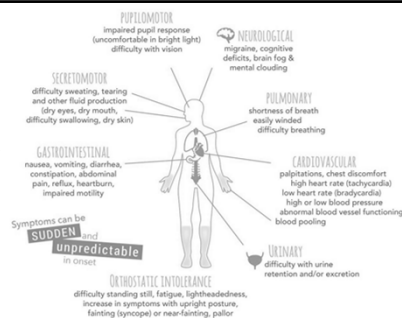 PUPILOMOTOR
impaired pupil response
(uncomfortable in bright light)
difficulty with vision
NEUROLOGICAL
migraine, cognitive
deficits, brain fog &
mental clouding
SECRETOMOTOR
difficulty sweating, tearing
and other fluid production
(dry eyes, dry mouth,
difficulty swallowing, dry skin)
PULMONARY
shortness of breath
easily winded
difficulty breathing
GASTROINTESTINAL
nausea, vomiting, diarrhea,
constipation, abdominal
pain, reflux, heartburn,
impaired motility
CARDIOVASCULAR
palpitations, chest discomfort
high heart rate (tachycardia)
low heart rate (bradycardia)
high or low blood pressure
abnormal blood vessel functioning
blood pooling
Symptoms can be
SUDDEN and
unpredictable
in onset
URINARY
difficulty with urine
retention and/or excretion
ORTHOSTATIC INTOLERANCE
difficulty standing still, fatigue, lightheadedness,
increase in symptoms with upright posture,
fainting (syncope) or near-fainting, pallor